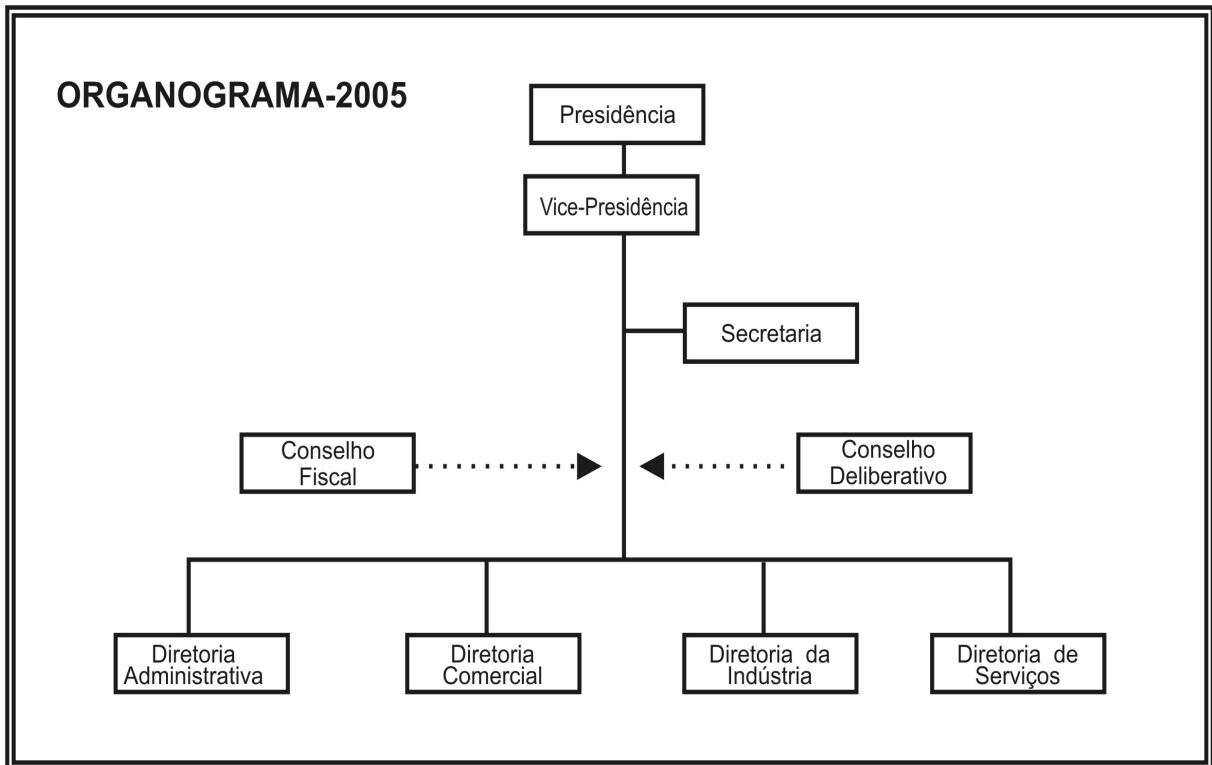 ORGANOGRAMA-2005
Presidência
Vice-Presidência
Secretaria
Conselho
Fiscal
Conselho
Deliberativo
Diretoria
Administrativa
Diretoria
Comercial
Diretoria da
Indústria
Diretoria de
Serviços